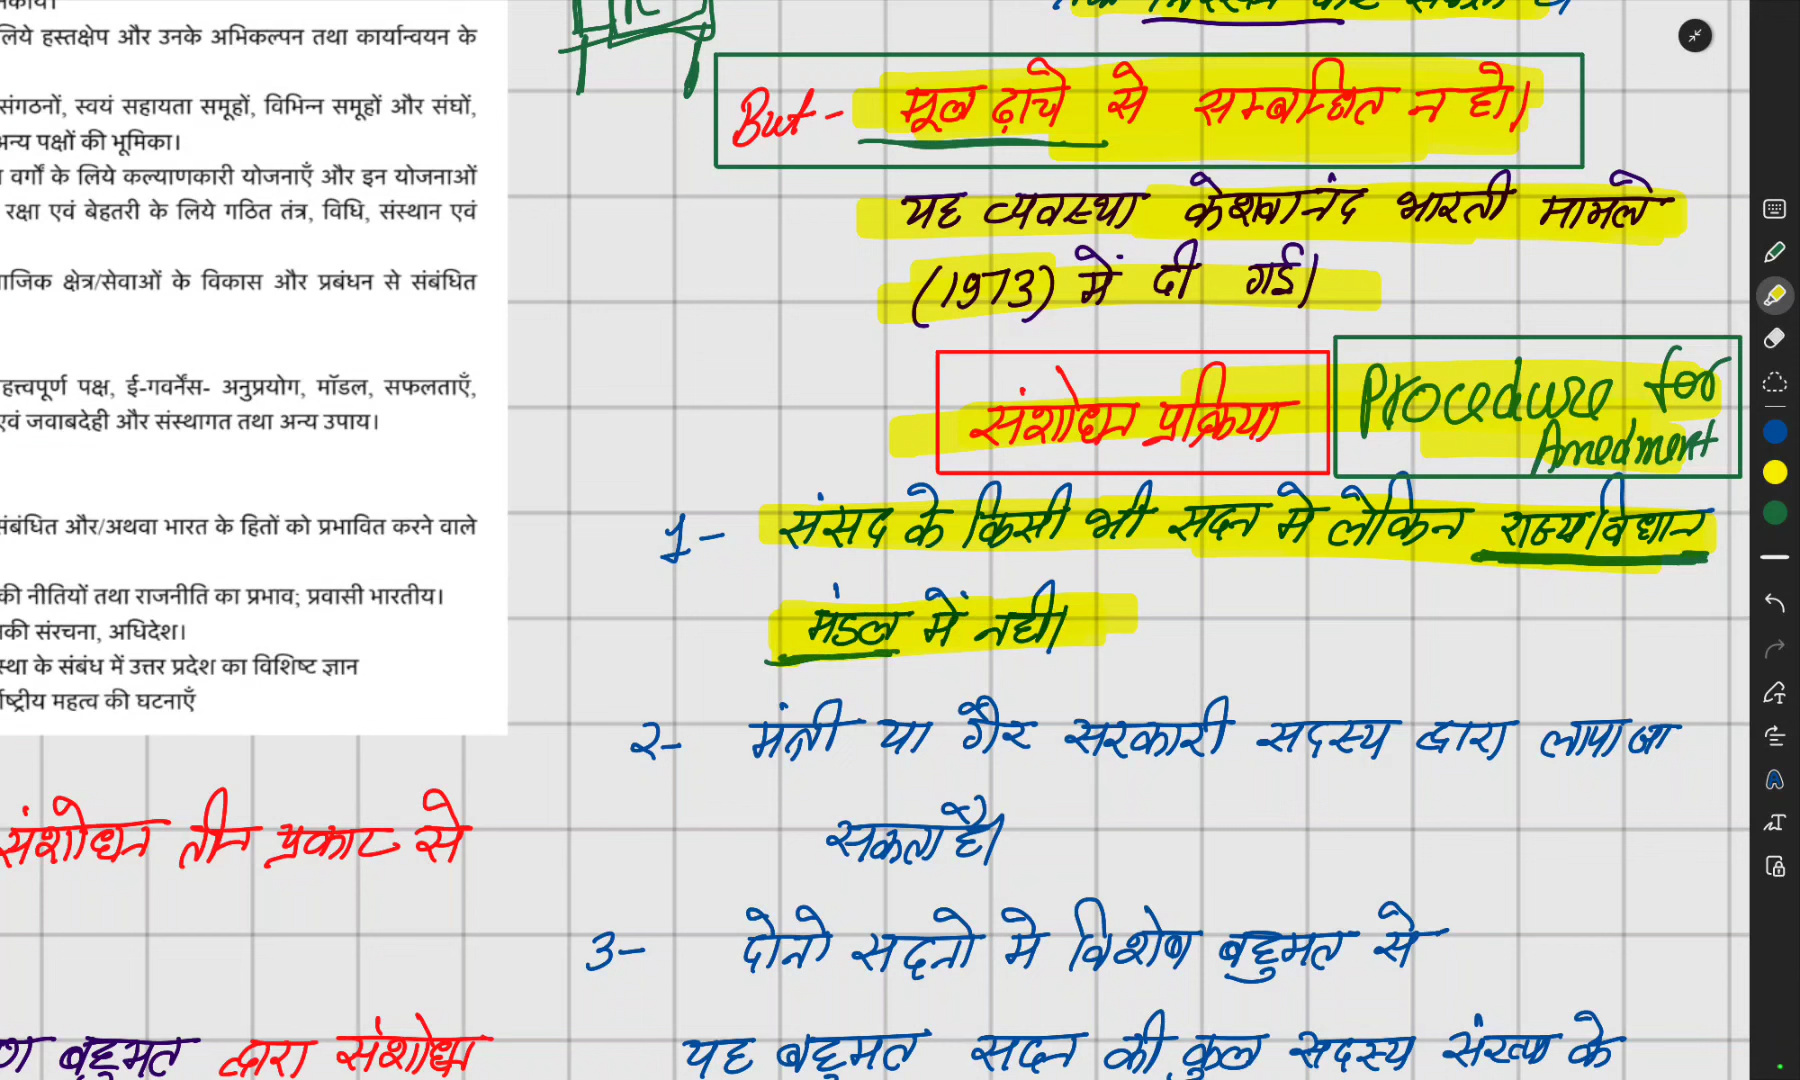 लिये हस्तक्षेप और उनके अभिकल्पन तथा कार्यान्वयन के
संगठनों, स्वयं सहायता समूहों, विभिन्न समूहों और संघों,
अन्य पक्षों की भूमिका।
वर्गों के लिये कल्याणकारी योजनाएँ और इन योजनाओं
रक्षा एवं बेहतरी के लिये गठित तंत्र, विधि, संस्थान एवं
क्षेत्र/सेवाओं के विकास और प्रबंधन से संबंधित
पक्ष, ई-गवर्नेंस- अनुप्रयोग, मॉडल, सफलताएँ,
एवं जवाबदेही और संस्थागत तथा अन्य उपाय।
संबंधित और/अथवा भारत के हितों को प्रभावित करने वाले
की नीतियों तथा राजनीति का प्रभाव; प्रवासी भारतीय।
संरचना, अधिदेश।
के संबंध में उत्तर प्रदेश का विशिष्ट ज्ञान
महत्व की घटनाएँ
संशोधन तीन प्रकार से
बहुमत द्वारा संशोधन
But - मूल ढ़ाचे से सम्बन्धित न हो।
यह व्यवस्था केशवानंद भारती मामले
(1973) में दी गई।
संशोधन प्रक्रिया
Procedure for
Amedment
1- संसद के किसी भी सदन मे लेकिन राज्य विधान
मंडल में नही।
2- मंत्री या गैर सरकारी सदस्य द्वारा लाया जा
सकता है।
3- दोनो सदनो मे विशेष बहुमत से
यह बहुमत सदन की कुल सदस्य संख्या के